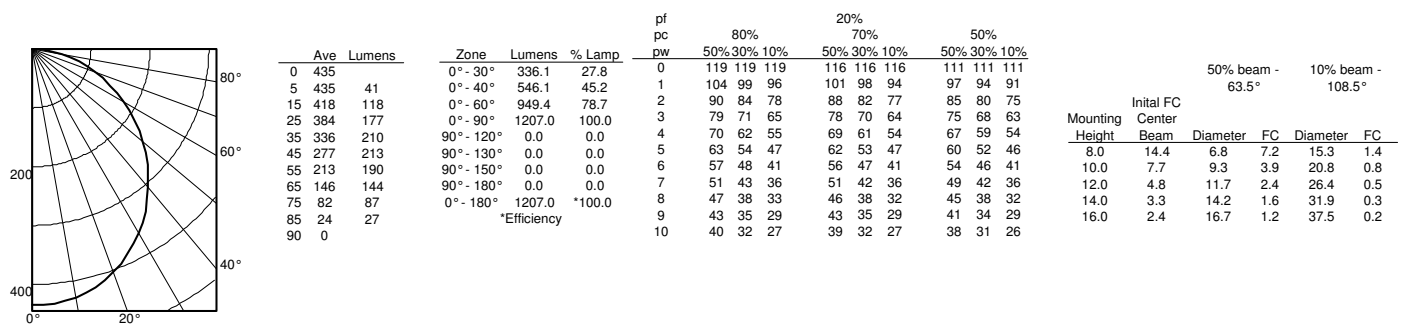 200
400
0°
20°
40°
60°
80°
Ave Lumens
0 435
5 435 41
15 418 118
25 384 177
35 336 210
45 277 213
55 213 190
65 146 144
75 82 87
85 24 27
90 0
Zone Lumens % Lamp
0° - 30° 336.1 27.8
0° - 40° 546.1 45.2
0° - 60° 949.4 78.7
0° - 90° 1207.0 100.0
90° - 120° 0.0 0.0
90° - 130° 0.0 0.0
90° - 150° 0.0 0.0
90° - 180° 0.0 0.0
0° - 180° 1207.0 *100.0
*Efficiency
pf 20%
pc 80% 70% 50%
pw 50% 30% 10% 50% 30% 10% 50% 30% 10%
0 119 119 119 116 116 116 111 111 111
1 104 99 96 101 98 94 97 94 91
2 90 84 78 88 82 77 85 80 75
3 79 71 65 78 70 64 75 68 63
4 70 62 55 69 61 54 67 59 54
5 63 54 47 62 53 47 60 52 46
6 57 48 41 56 47 41 54 46 41
7 51 43 36 51 42 36 49 42 36
8 47 38 33 46 38 32 45 38 32
9 43 35 29 43 35 29 41 34 29
10 40 32 27 39 32 27 38 31 26
50% beam - 10% beam -
63.5° 108.5°
Inital FC
Mounting Center
Height Beam Diameter FC Diameter FC
8.0 14.4 6.8 7.2 15.3 1.4
10.0 7.7 9.3 3.9 20.8 0.8
12.0 4.8 11.7 2.4 26.4 0.5
14.0 3.3 14.2 1.6 31.9 0.3
16.0 2.4 16.7 1.2 37.5 0.2